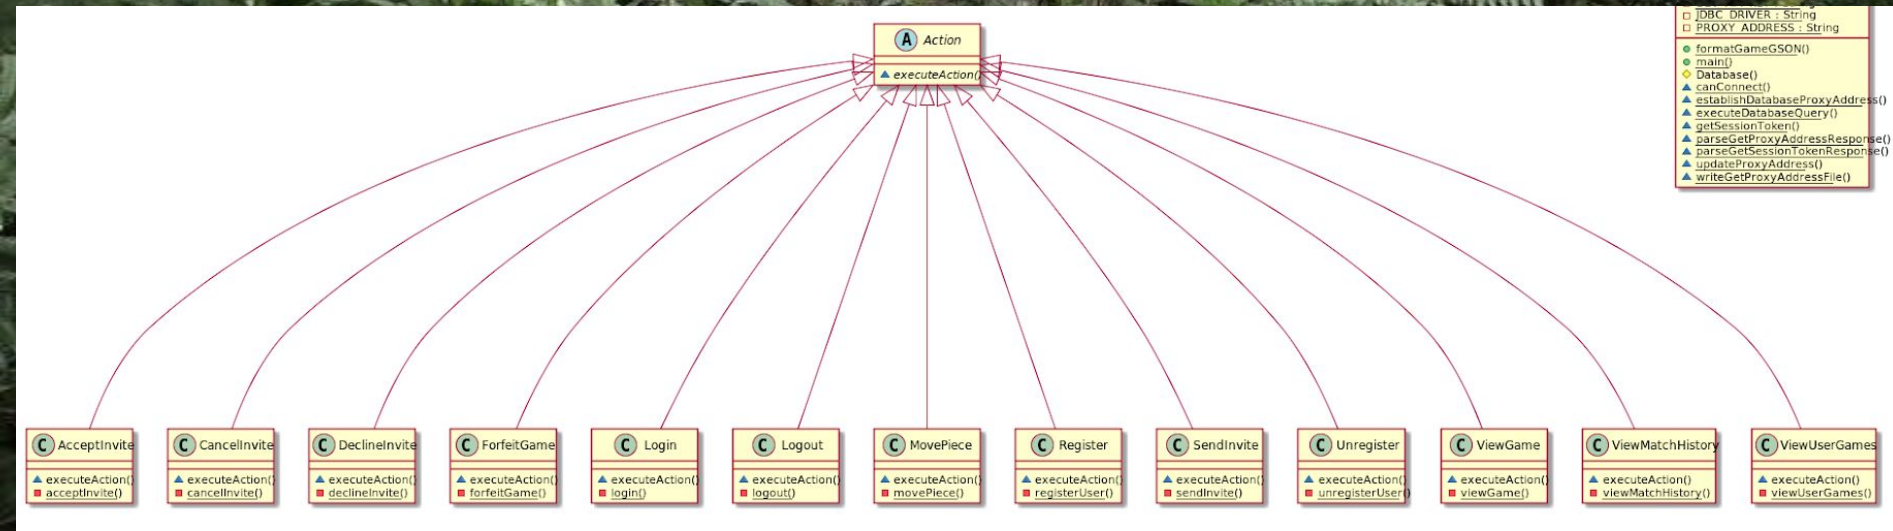 A Action
executeAction()
JDBC_DRIVER : String
PROXY_ADDRESS : String
formatGameGSON()
main()
Database()
canConnect()
establishDatabaseProxyAddress()
executeDatabaseQuery()
getSessionToken()
parseGetProxyAddressResponse()
parseGetSessionTokenResponse()
updateProxyAddress()
writeGetProxyAddressFile()
C AcceptInvite
executeAction()
acceptInvite()
C CancelInvite
executeAction()
cancelInvite()
C DeclineInvite
executeAction()
declineInvite()
C ForfeitGame
executeAction()
forfeitGame()
C Login
executeAction()
login()
C Logout
executeAction()
logout()
C MovePiece
executeAction()
movePiece()
C Register
executeAction()
registerUser()
C SendInvite
executeAction()
sendInvite()
C Unregister
executeAction()
unregisterUser()
C ViewGame
executeAction()
viewGame()
C ViewMatchHistory
executeAction()
viewMatchHistory()
C ViewUserGames
executeAction()
viewUserGames()